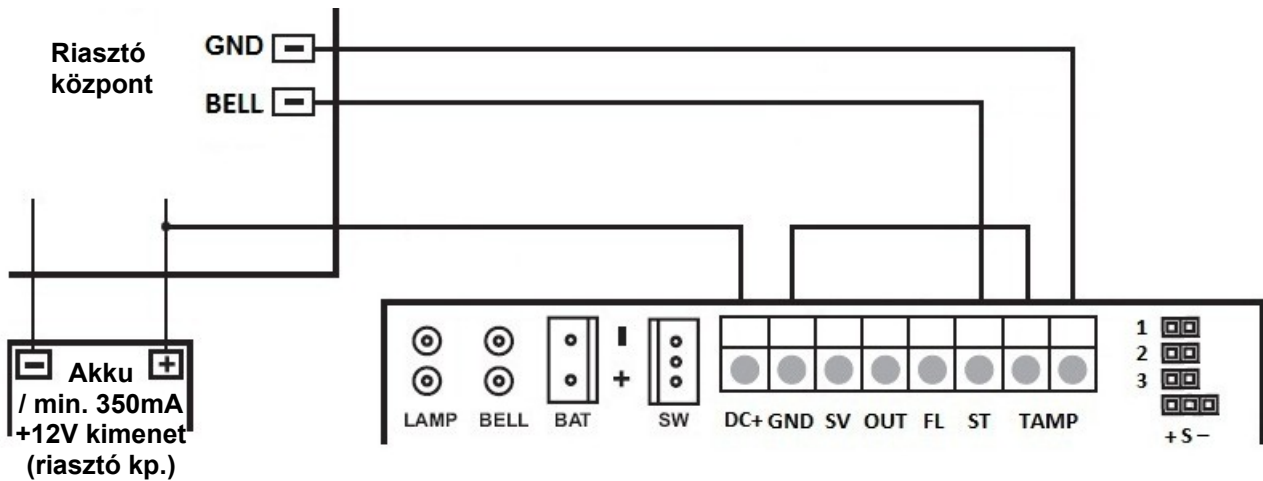 Riasztó
központ
GND -
BELL -
- Akku +
/ min. 350mA
+12V kimenet
(riasztó kp.)
LAMP BELL BAT - + SW DC+ GND SV OUT FL ST TAMP
1
2
3
+ S -